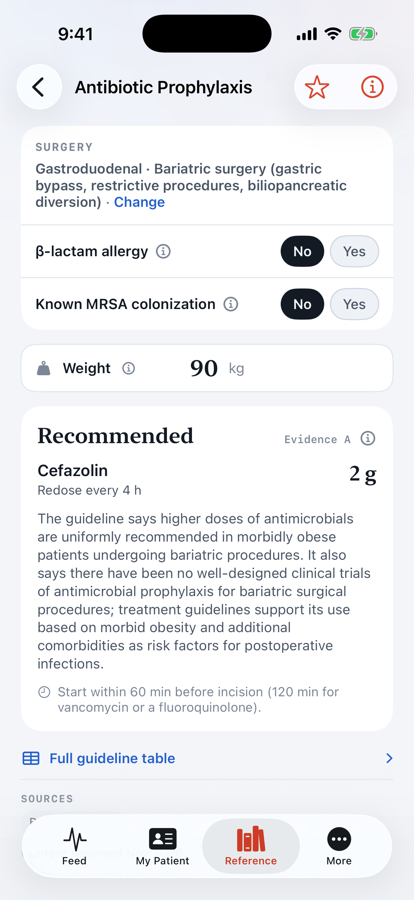 9:41
Antibiotic Prophylaxis
SURGERY
Gastroduodenal · Bariatric surgery (gastric
bypass, restrictive procedures, biliopancreatic
diversion) · Change
β-lactam allergy
No
Yes
Known MRSA colonization
No
Yes
Weight
90 kg
Recommended
Evidence A
Cefazolin
2 g
Redose every 4 h
The guideline says higher doses of antimicrobials
are uniformly recommended in morbidly obese
patients undergoing bariatric procedures. It also
says there have been no well-designed clinical trials
of antimicrobial prophylaxis for bariatric surgical
procedures; treatment guidelines support its use
based on morbid obesity and additional
comorbidities as risk factors for postoperative
infections.
Start within 60 min before incision (120 min for
vancomycin or a fluoroquinolone).
Full guideline table
SOURCES
Feed
My Patient
Reference
More